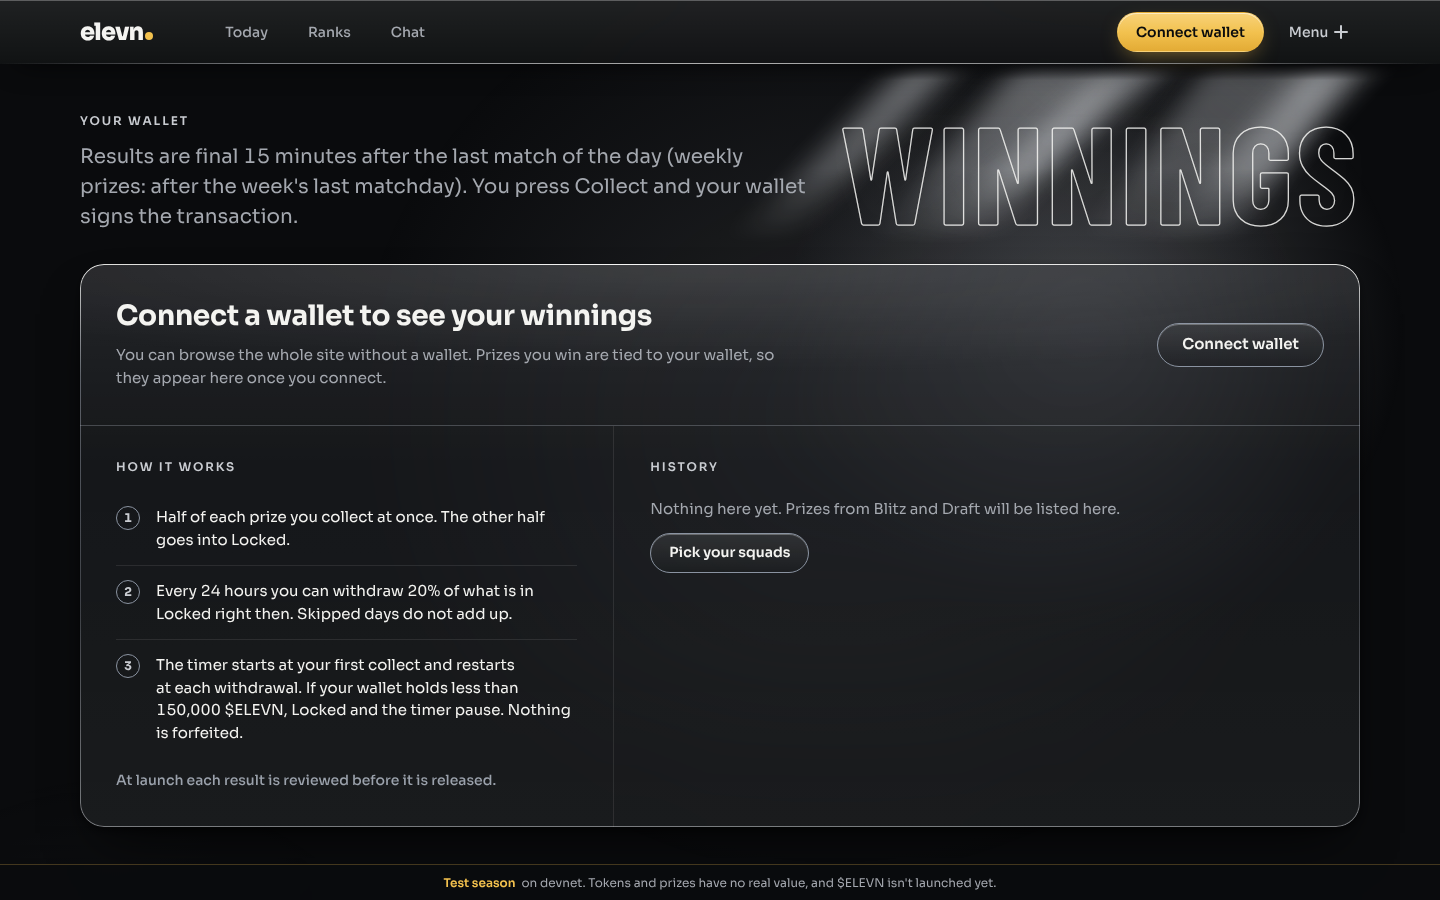 elevn.
Today
Ranks
Chat
Connect wallet
Menu
YOUR WALLET
Results are final 15 minutes after the last match of the day (weekly
prizes: after the week's last matchday). You press Collect and your wallet
signs the transaction.
WINNINGS
Connect a wallet to see your winnings
You can browse the whole site without a wallet. Prizes you win are tied to your wallet, so
they appear here once you connect.
Connect wallet
HOW IT WORKS
1
Half of each prize you collect at once. The other half
goes into Locked.
2
Every 24 hours you can withdraw 20% of what is in
Locked right then. Skipped days do not add up.
3
The timer starts at your first collect and restarts
at each withdrawal. If your wallet holds less than
150,000 $ELEVN, Locked and the timer pause. Nothing
is forfeited.
At launch each result is reviewed before it is released.
HISTORY
Nothing here yet. Prizes from Blitz and Draft will be listed here.
Pick your squads
Test season on devnet. Tokens and prizes have no real value, and $ELEVN isn't launched yet.